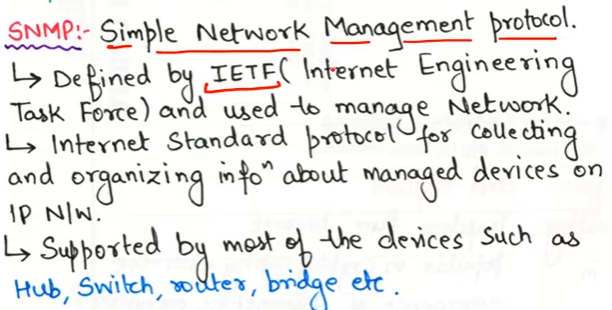 SNMP:- Simple Network Management protocol.
↳ Defined by IETF( Internet Engineering
Task Force) and used to manage Network.
↳ Internet Standard protocol for collecting
and organizing infoⁿ about managed devices on
IP N/W.
↳ Supported by most of the devices such as
Hub, Switch, router, bridge etc.